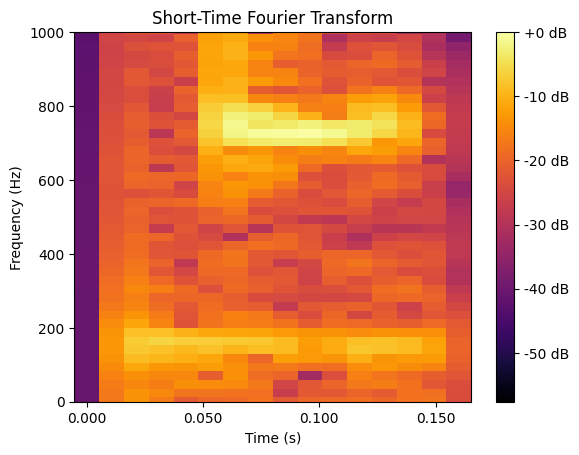 Short-Time Fourier Transform
1000
800
600
400
200
0
Frequency (Hz)
0.000
0.050
0.100
0.150
Time (s)
+0 dB
-10 dB
-20 dB
-30 dB
-40 dB
-50 dB